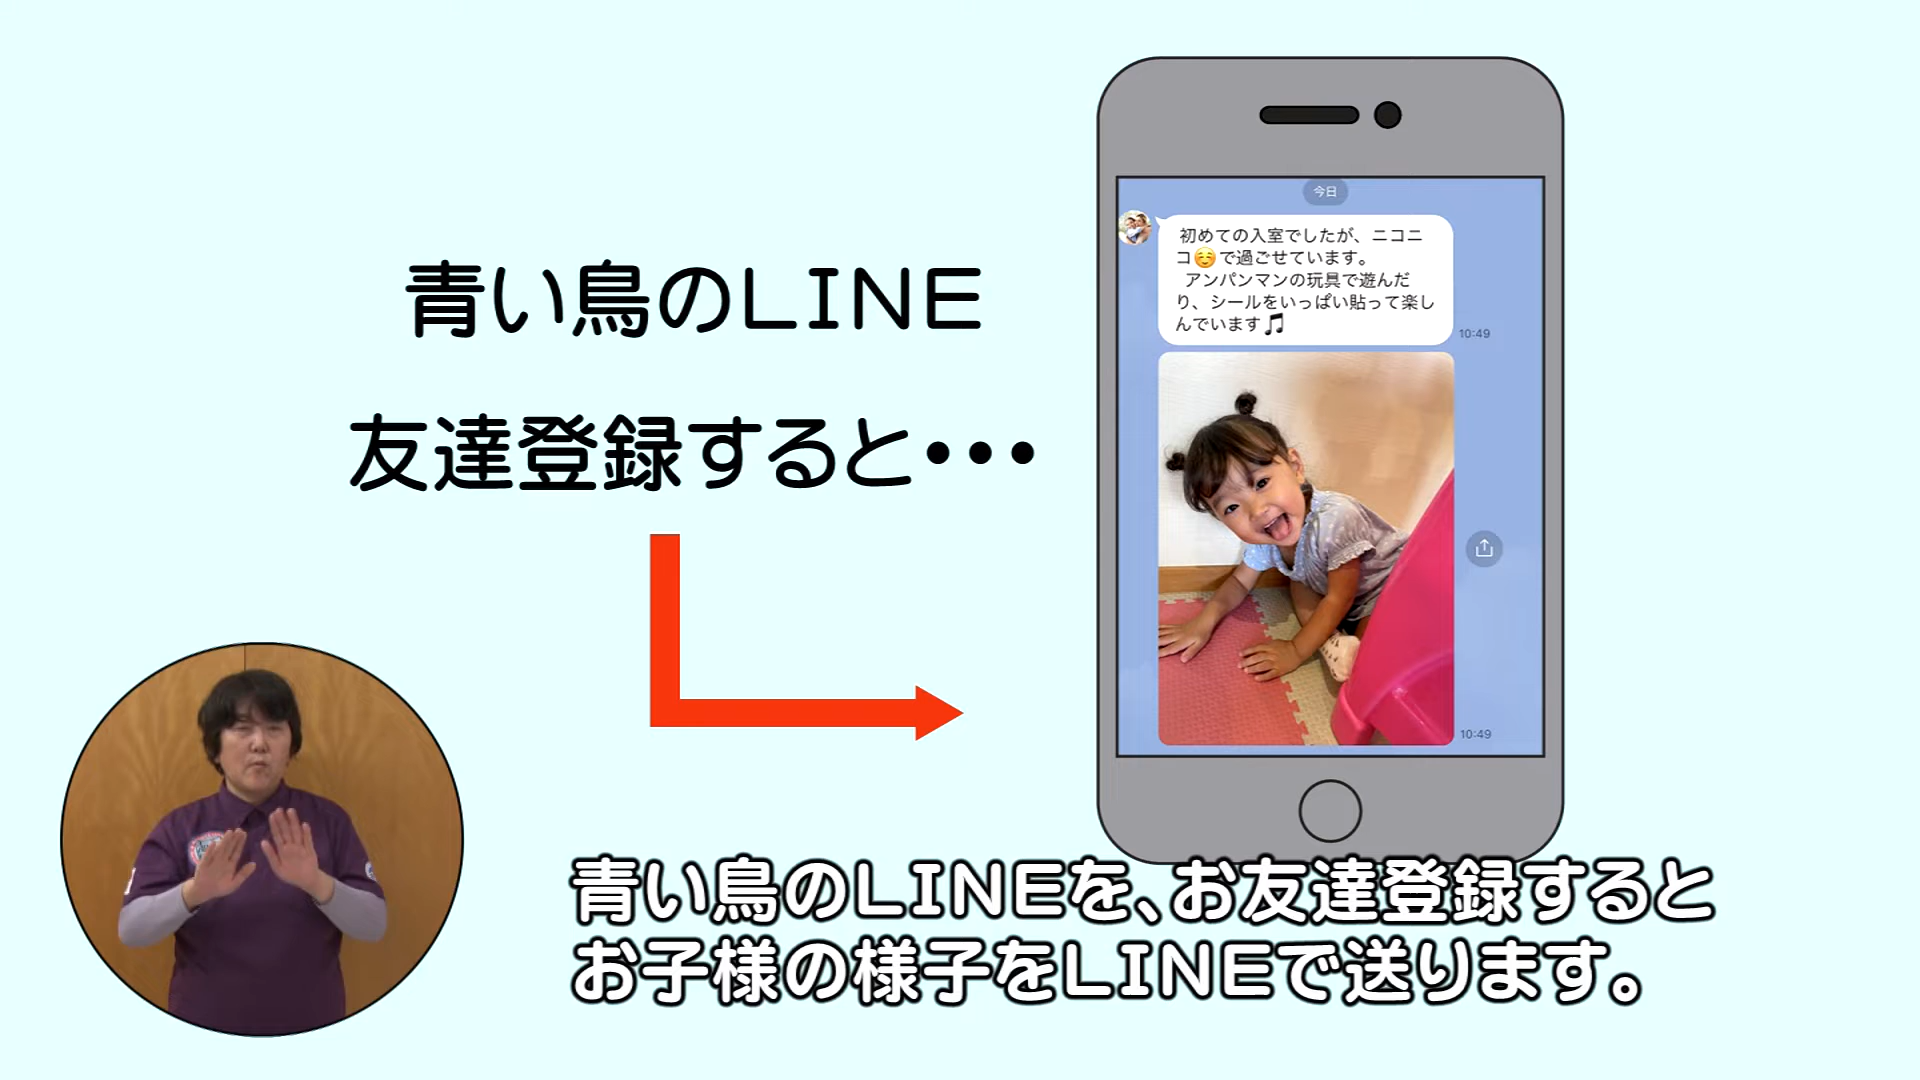 青い鳥のLINE
友達登録すると・・・
今日
初めての入室でしたが、ニコニ
コ☺️で過ごせています。
アンパンマンの玩具で遊んだ
り、シールをいっぱい貼って楽し
んでいます🎵
10:49
10:49
青い鳥のLINEを、お友達登録すると
お子様の様子をLINEで送ります。